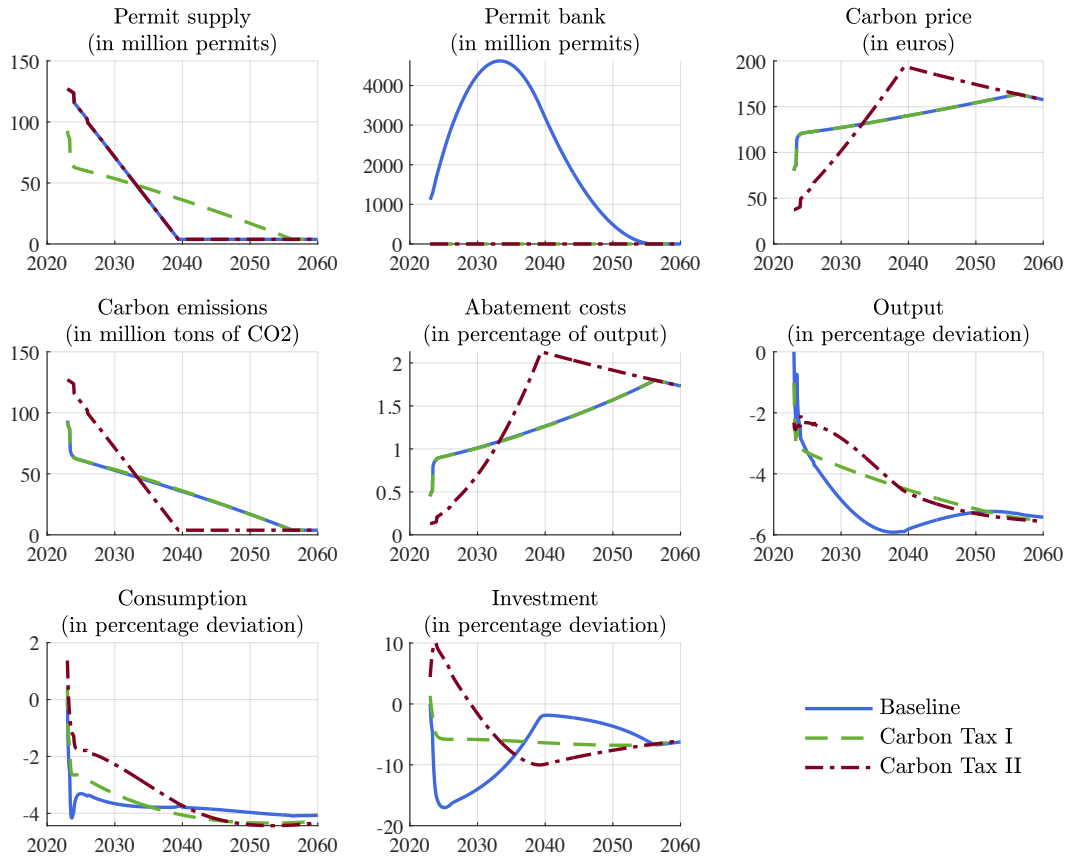 Permit supply
(in million permits)
150
100
50
0
2020 2030 2040 2050 2060
Permit bank
(in million permits)
4000
3000
2000
1000
0
2020 2030 2040 2050 2060
Carbon price
(in euros)
200
150
100
50
0
2020 2030 2040 2050 2060
Carbon emissions
(in million tons of CO2)
150
100
50
0
2020 2030 2040 2050 2060
Abatement costs
(in percentage of output)
2
1.5
1
0.5
0
2020 2030 2040 2050 2060
Output
(in percentage deviation)
0
-2
-4
-6
2020 2030 2040 2050 2060
Consumption
(in percentage deviation)
2
0
-2
-4
2020 2030 2040 2050 2060
Investment
(in percentage deviation)
10
0
-10
-20
2020 2030 2040 2050 2060
Baseline
Carbon Tax I
Carbon Tax II